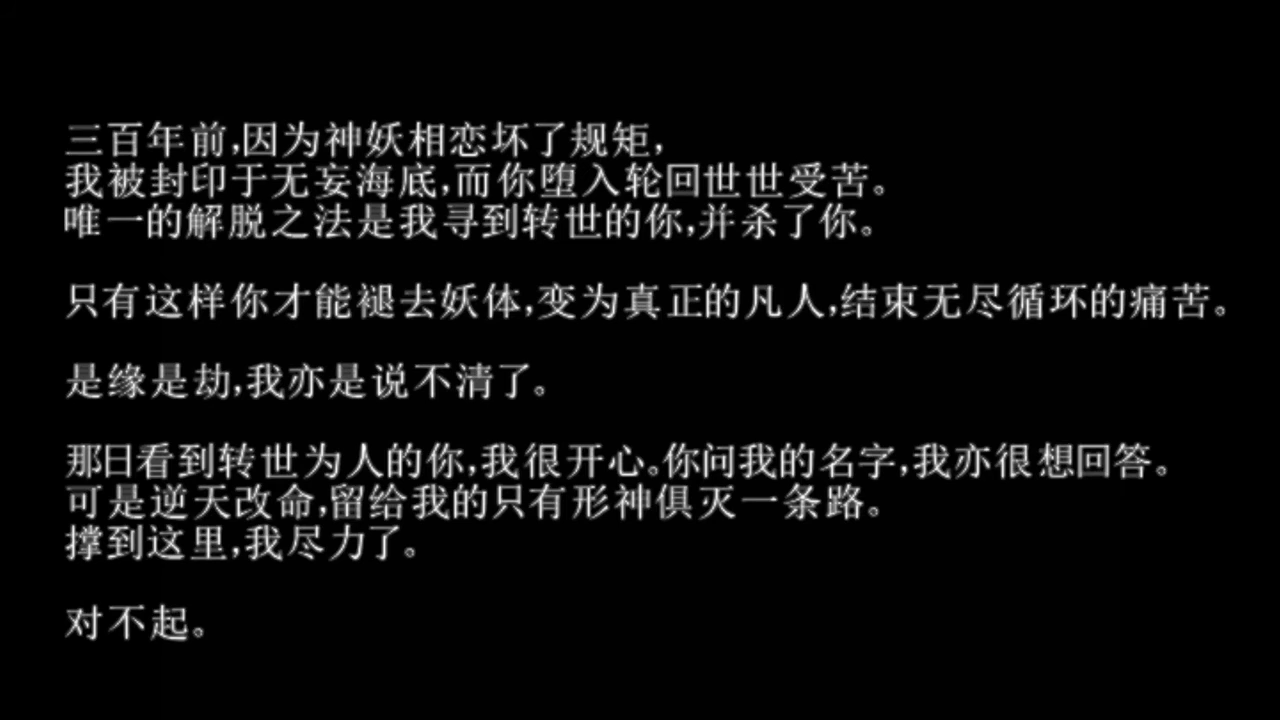 三百年前,因为神妖相恋坏了规矩,
我被封印于无妄海底,而你堕入轮回世世受苦。
唯一的解脱之法是我寻到转世的你,并杀了你。
只有这样你才能褪去妖体,变为真正的凡人,结束无尽循环的痛苦。
是缘是劫,我亦是说不清了。
那日看到转世为人的你,我很开心。你问我的名字,我亦很想回答。
可是逆天改命,留给我的只有形神俱灭一条路。
撑到这里,我尽力了。
对不起。